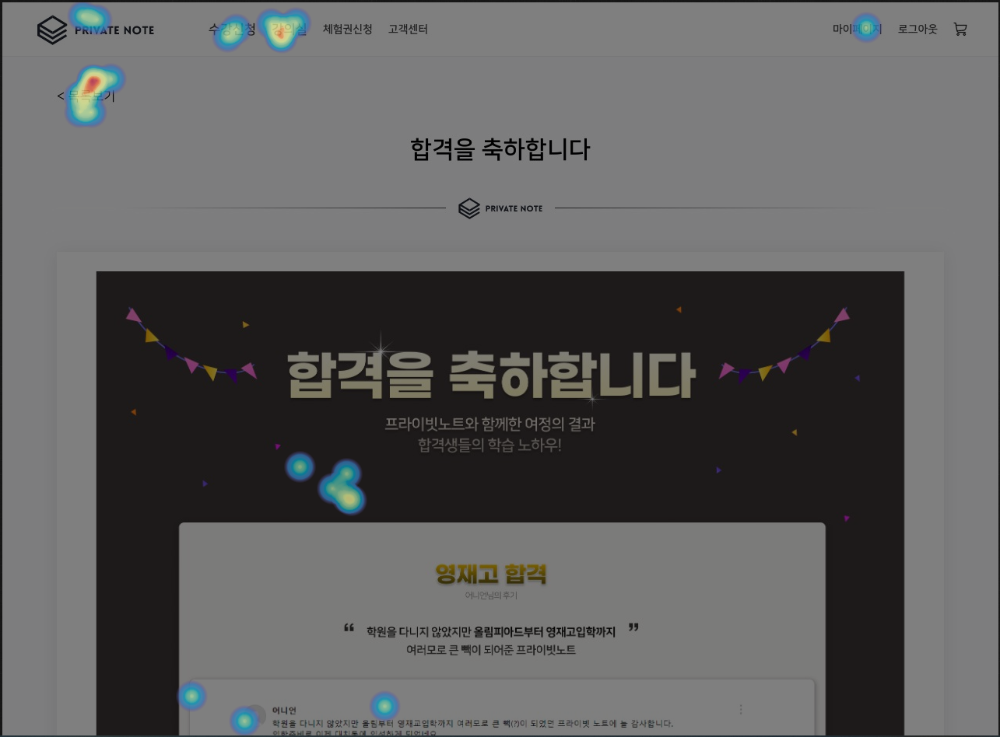 PRIVATE NOTE
수강신청
강의실
체험권신청
고객센터
마이페이지
로그아웃
< 목록보기
합격을 축하합니다
PRIVATE NOTE
합격을 축하합니다
프라이빗노트와 함께한 여정의 결과
합격생들의 학습 노하우!
영재고 합격
어니언님의 후기
“ 학원을 다니지 않았지만 올림피아드부터 영재고입학까지 ”
여러모로 큰 빽이 되어준 프라이빗노트
어니언
학원을 다니지 않았지만 올림피아드부터 영재고입학까지 여러모로 큰 빽(?)이 되었던 프라이빗 노트에 늘 감사합니다.